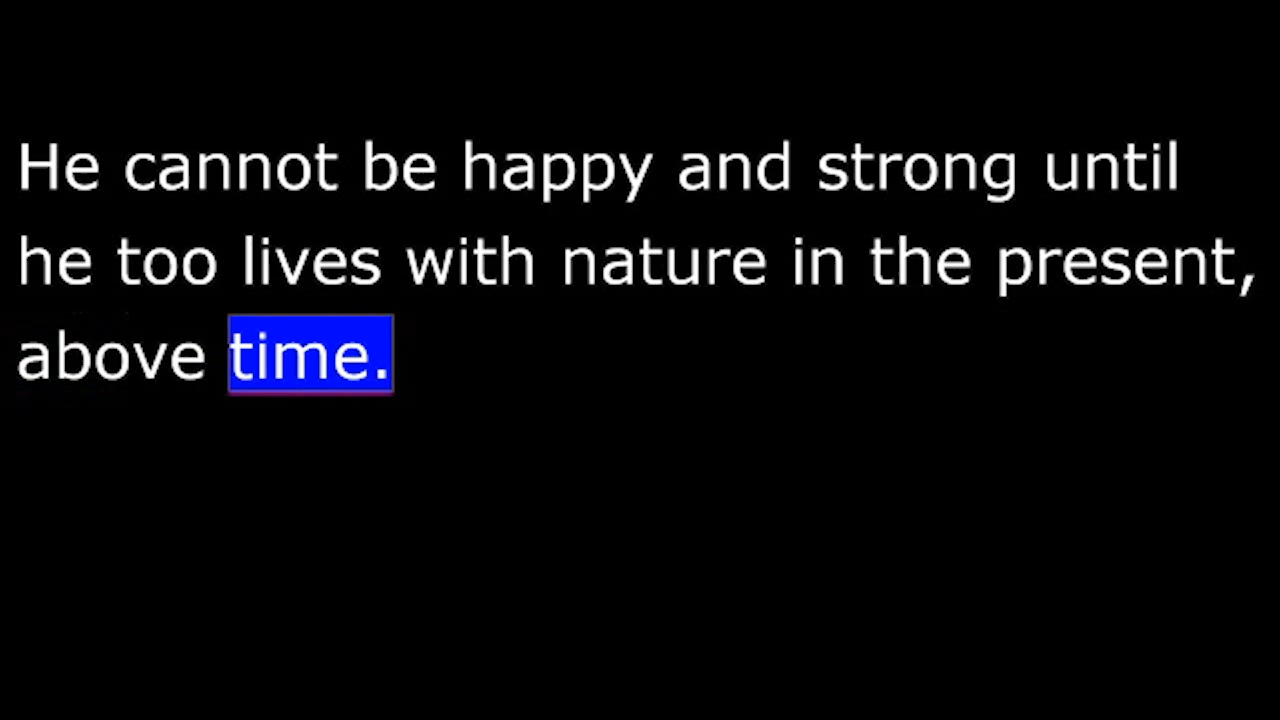 He cannot be happy and strong until
he too lives with nature in the present,
above time.